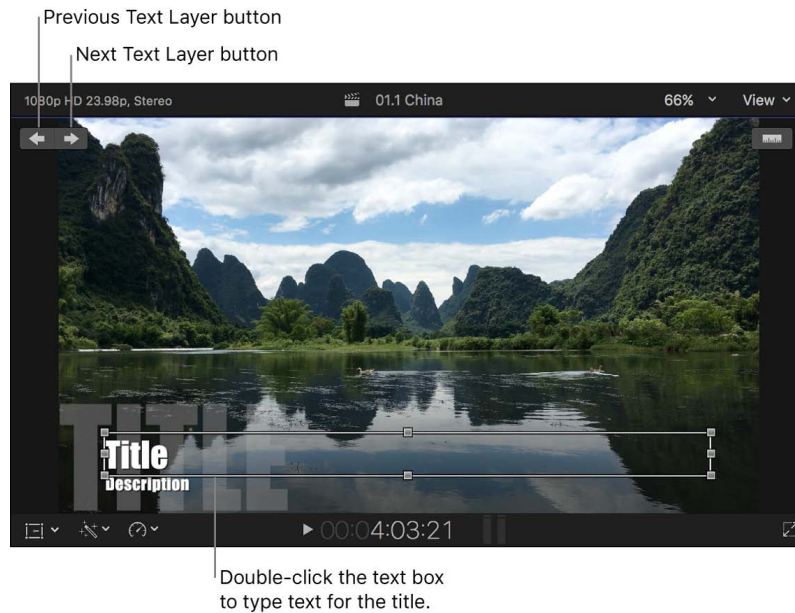 Previous Text Layer button
Next Text Layer button
1080p HD 23.98p, Stereo
01.1 China
66%
View
TITLE
Title
Description
00:04:03:21
Double-click the text box
to type text for the title.